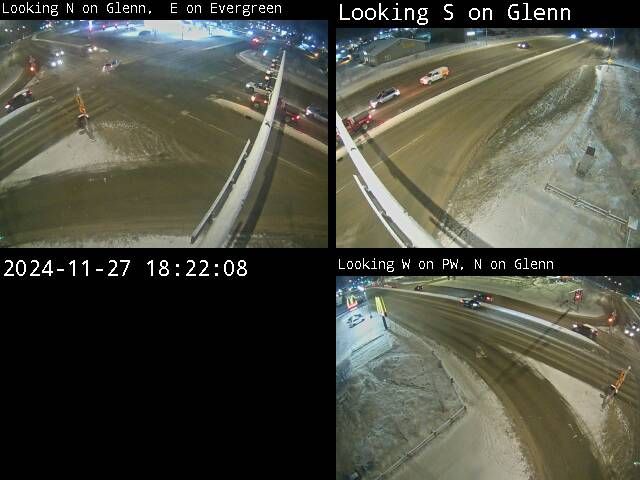 Looking N on Glenn,  E on Evergreen
Looking S on Glenn
2024-11-27 18:22:08
Looking W on PW, N on Glenn